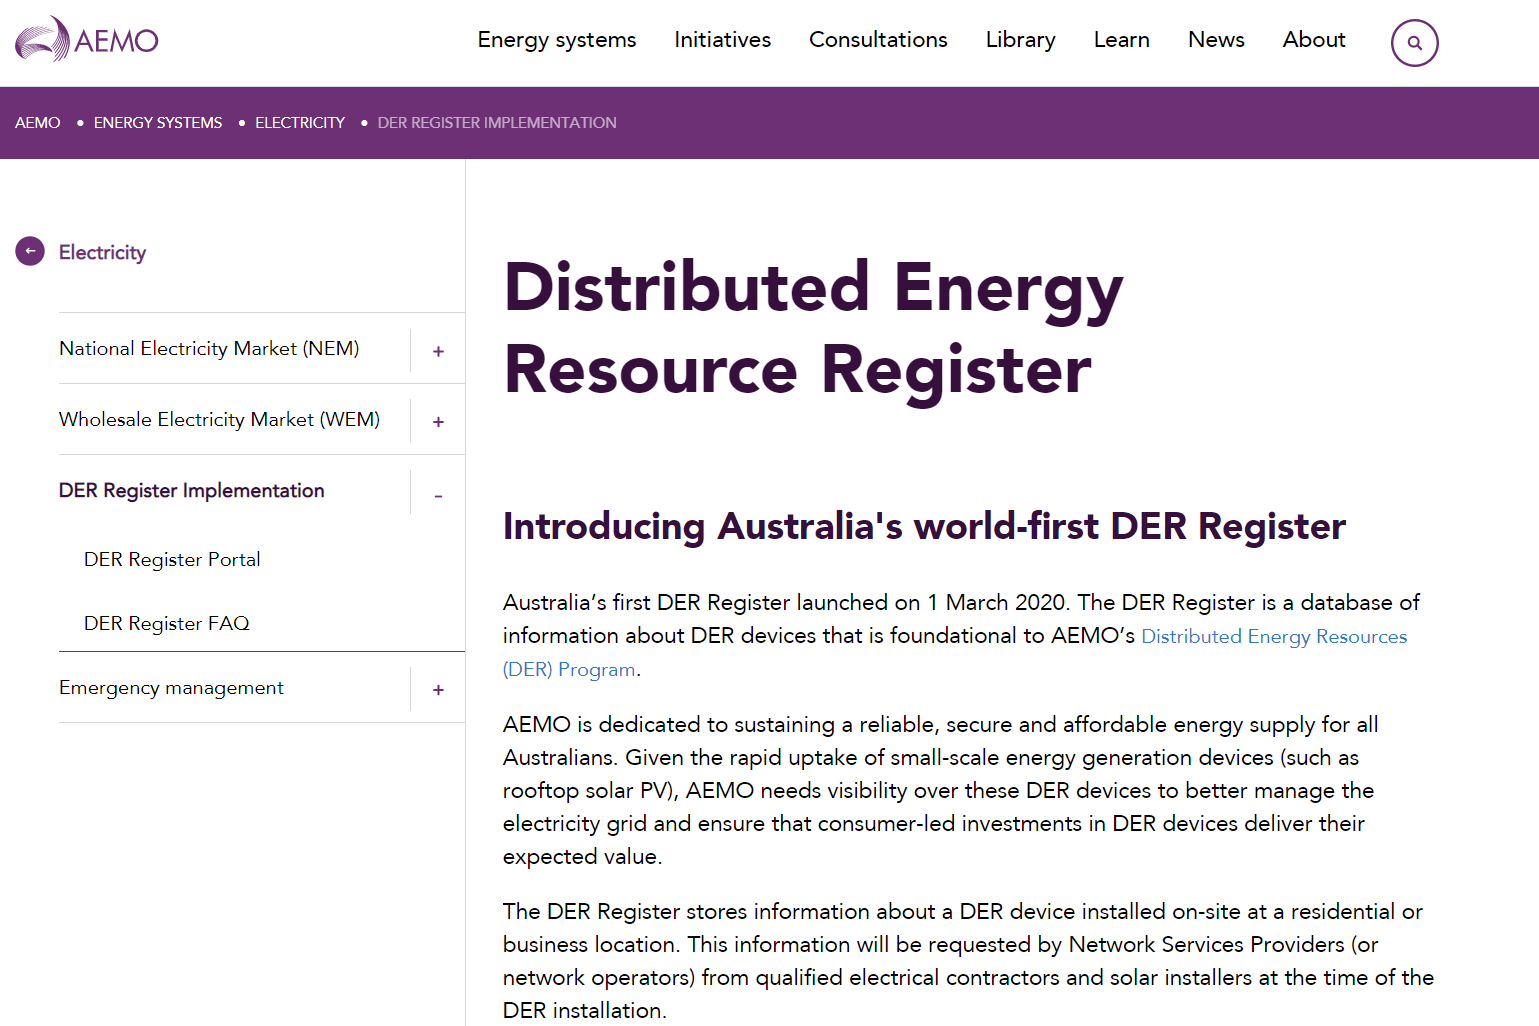 AEMO
Energy systems Initiatives Consultations Library Learn News About
AEMO • ENERGY SYSTEMS • ELECTRICITY • DER REGISTER IMPLEMENTATION
Electricity
National Electricity Market (NEM) +
Wholesale Electricity Market (WEM) +
DER Register Implementation -
DER Register Portal
DER Register FAQ
Emergency management +
Distributed Energy
Resource Register
Introducing Australia's world-first DER Register
Australia’s first DER Register launched on 1 March 2020. The DER Register is a database of
information about DER devices that is foundational to AEMO’s Distributed Energy Resources
(DER) Program.
AEMO is dedicated to sustaining a reliable, secure and affordable energy supply for all
Australians. Given the rapid uptake of small-scale energy generation devices (such as
rooftop solar PV), AEMO needs visibility over these DER devices to better manage the
electricity grid and ensure that consumer-led investments in DER devices deliver their
expected value.
The DER Register stores information about a DER device installed on-site at a residential or
business location. This information will be requested by Network Services Providers (or
network operators) from qualified electrical contractors and solar installers at the time of the
DER installation.